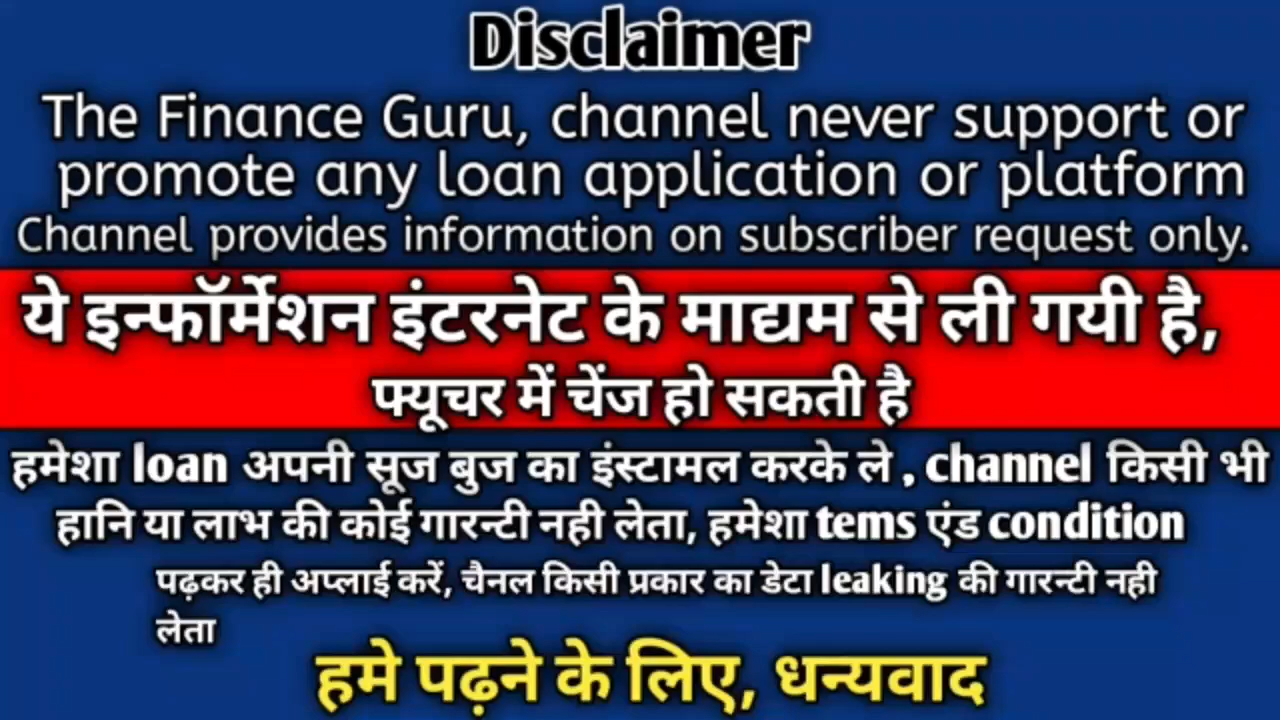 Disclaimer
The Finance Guru, channel never support or
promote any loan application or platform
Channel provides information on subscriber request only.
ये इन्फॉर्मेशन इंटरनेट के माद्यम से ली गयी है,
फ्यूचर में चेंज हो सकती है
हमेशा loan अपनी सूज बुज का इंस्टामल करके ले , channel किसी भी
हानि या लाभ की कोई गारन्टी नही लेता, हमेशा tems एंड condition
पढ़कर ही अप्लाई करें, चैनल किसी प्रकार का डेटा leaking की गारन्टी नही
लेता
हमे पढ़ने के लिए, धन्यवाद